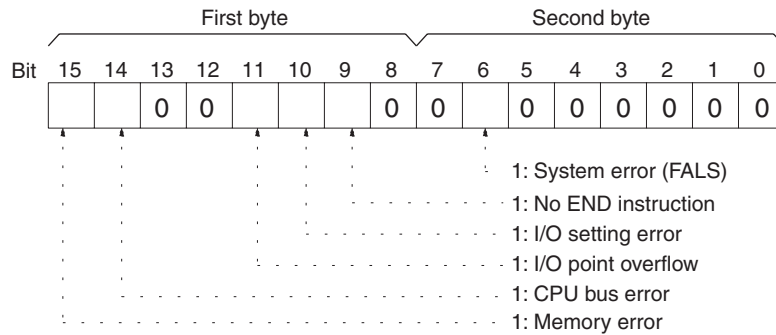 First byte Second byte
Bit 15 14 13 12 11 10 9 8 7 6 5 4 3 2 1 0
0 0 0 0 0 0 0 0 0 0
1: System error (FALS)
1: No END instruction
1: I/O setting error
1: I/O point overflow
1: CPU bus error
1: Memory error